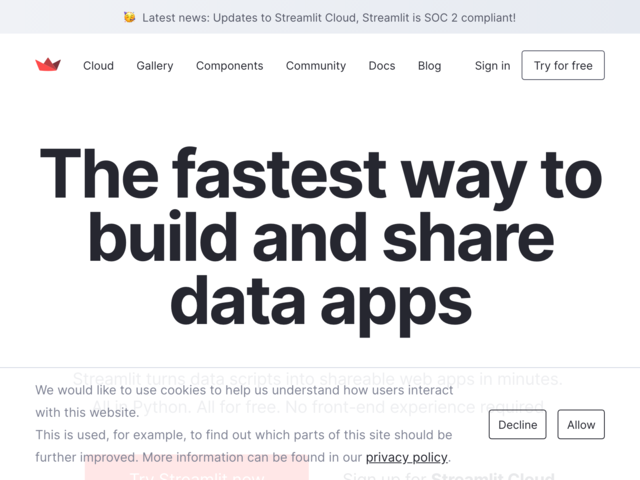 Latest news: Updates to Streamlit Cloud, Streamlit is SOC 2 compliant!
Cloud Gallery Components Community Docs Blog Sign in Try for free
The fastest way to
build and share
data apps
Streamlit turns data scripts into shareable web apps in minutes.
All in Python. All for free. No front-end experience required.
We would like to use cookies to help us understand how users interact
with this website.
This is used, for example, to find out which parts of this site should be
further improved. More information can be found in our privacy policy.
Decline Allow
Try Streamlit now
Sign up for Streamlit Cloud